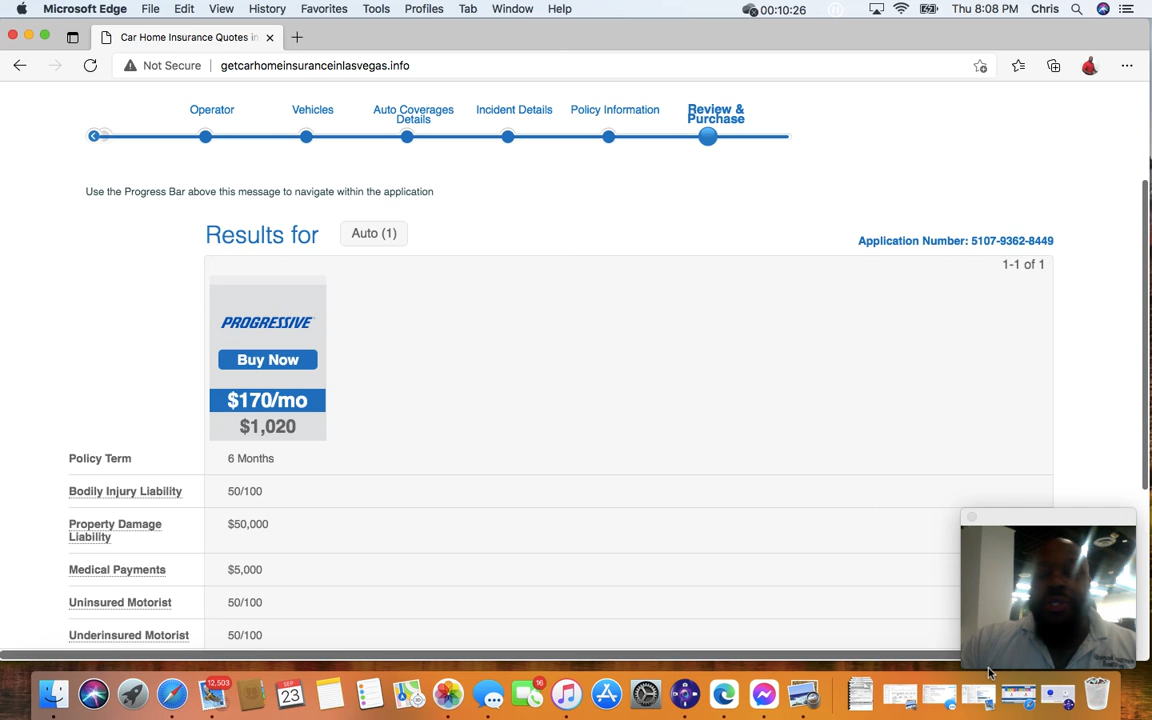 Microsoft Edge File Edit View History Favorites Tools Profiles Tab Window Help 00:10:26 Thu 8:08 PM Chris
Car Home Insurance Quotes in
Not Secure getcarhomeinsuranceinlasvegas.info
Operator Vehicles Auto Coverages Details Incident Details Policy Information Review & Purchase
Use the Progress Bar above this message to navigate within the application
Results for Auto (1)
Application Number: 5107-9362-8449
1-1 of 1
PROGRESSIVE
Buy Now
$170/mo
$1,020
Policy Term 6 Months
Bodily Injury Liability 50/100
Property Damage Liability $50,000
Medical Payments $5,000
Uninsured Motorist 50/100
Underinsured Motorist 50/100
12,503
SEP
23
16